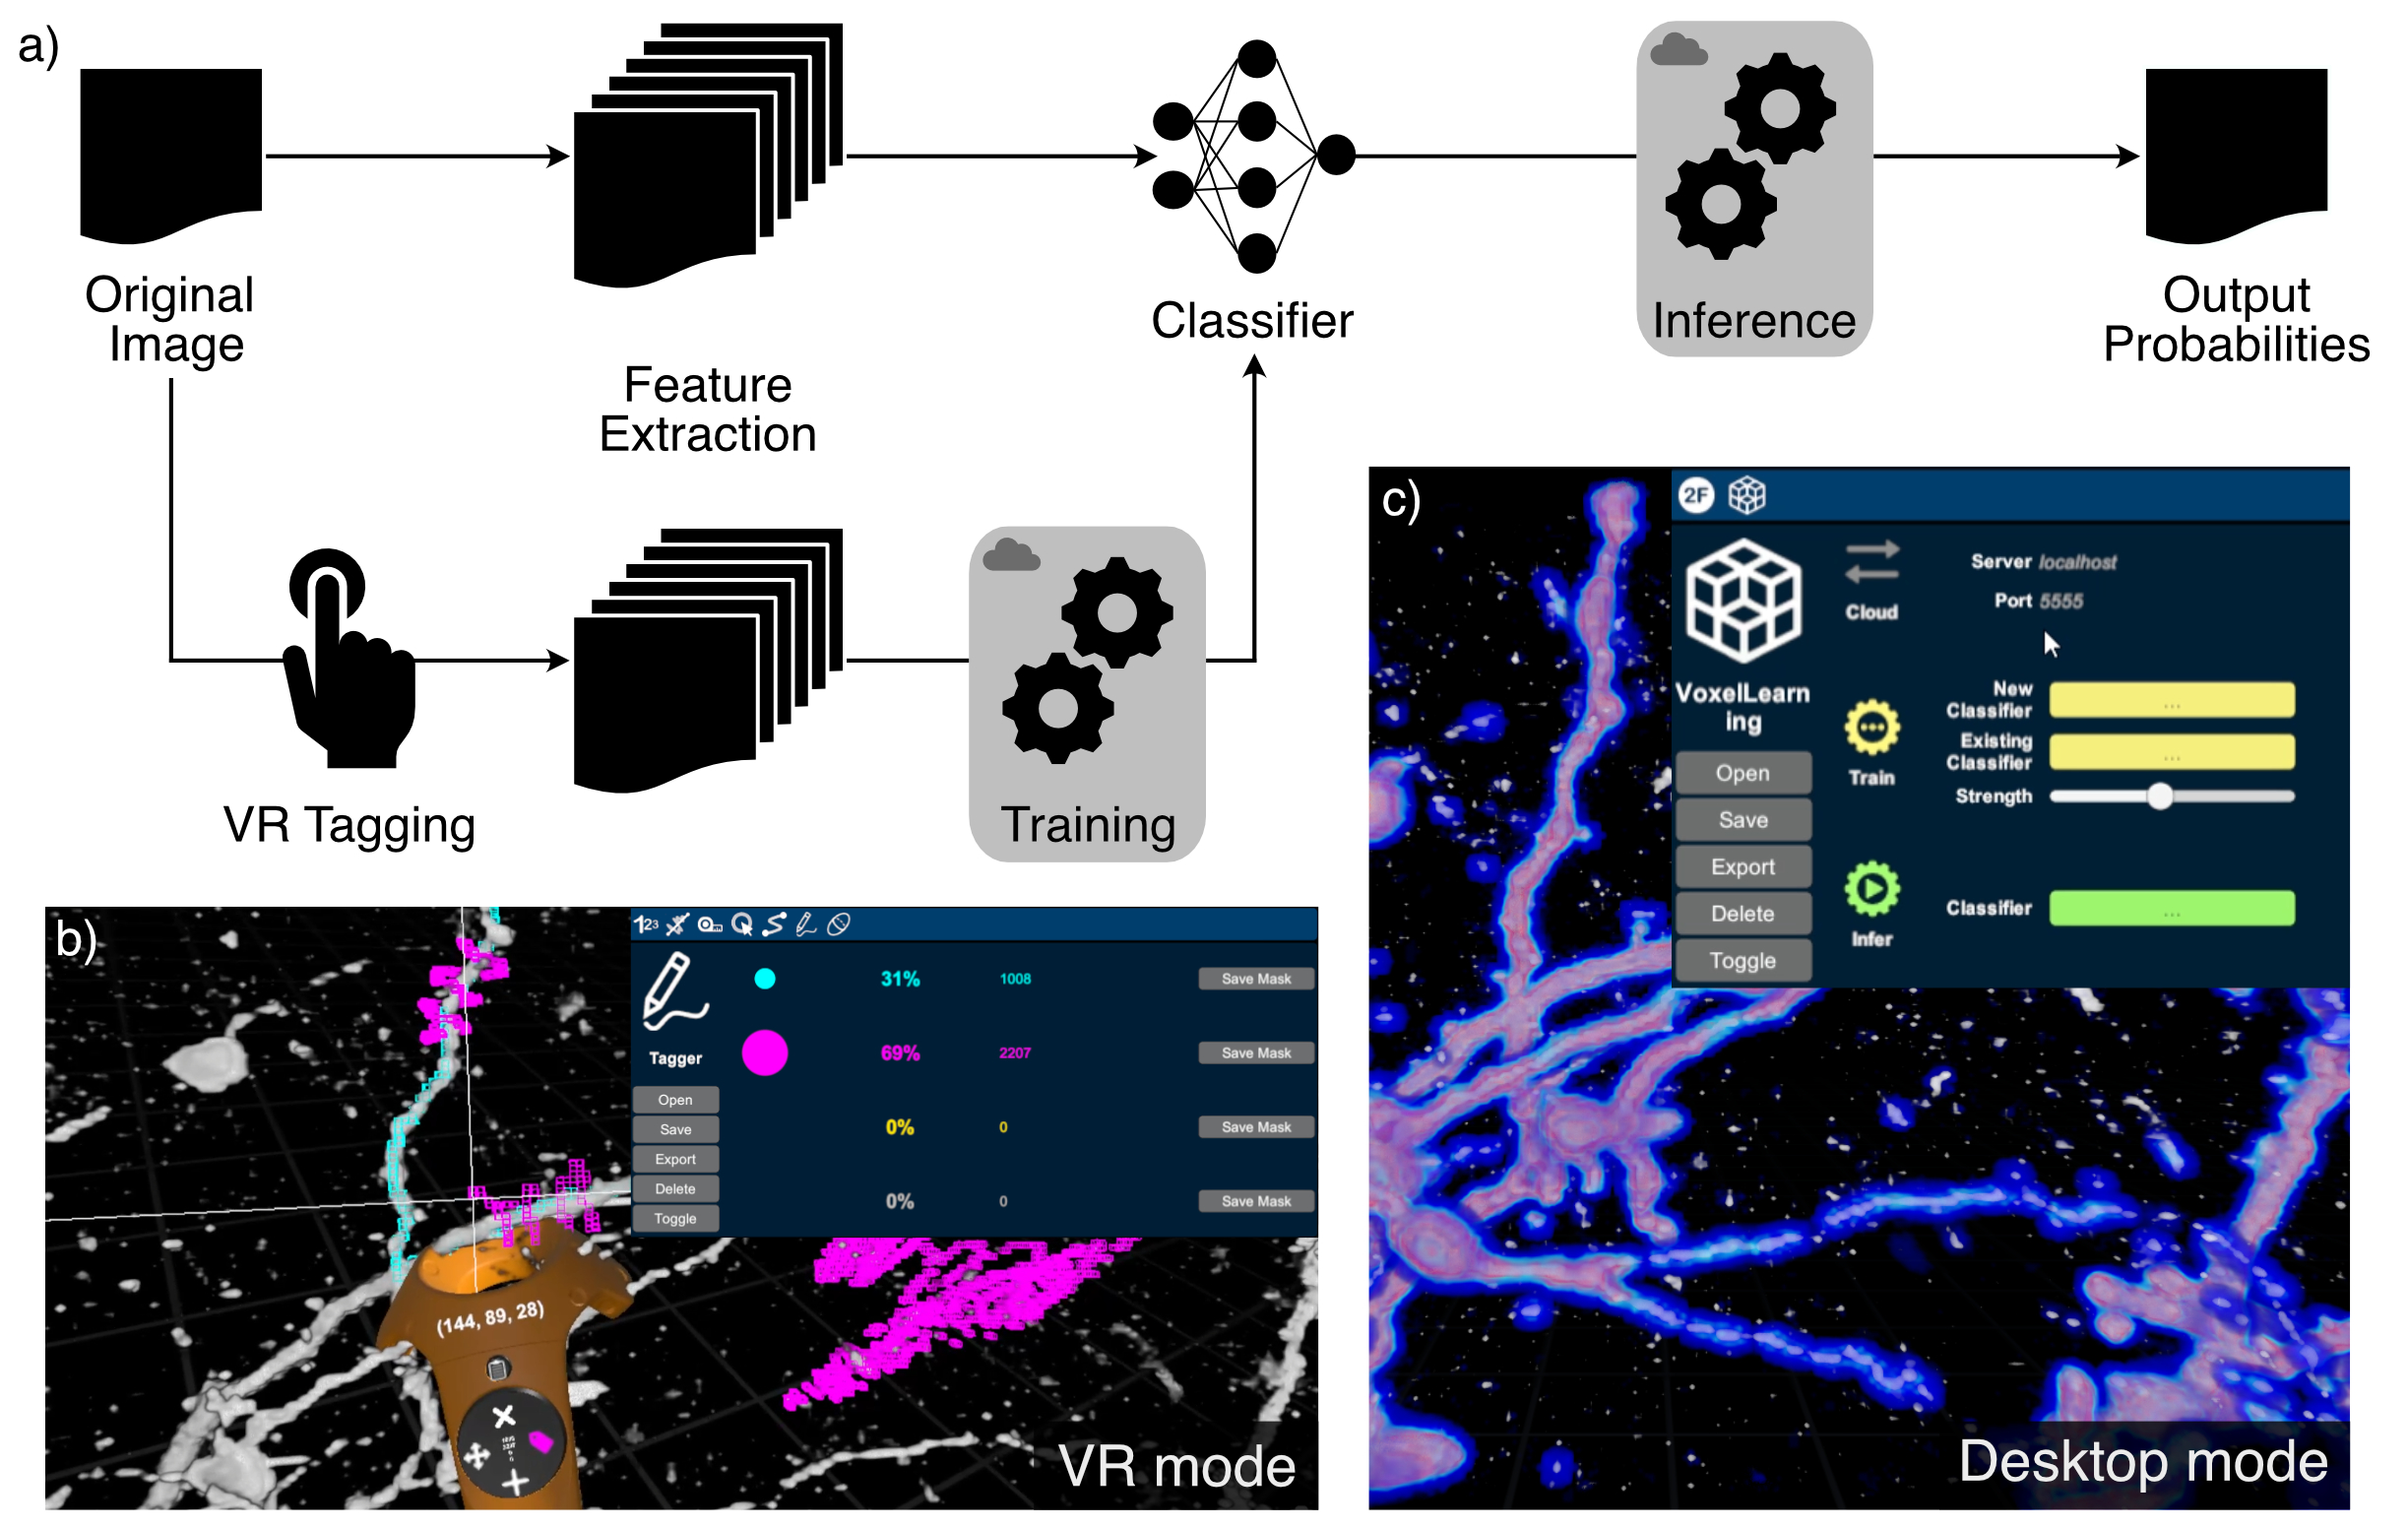 a)
Original
Image
Feature
Extraction
Classifier
Inference
Output
Probabilities
VR Tagging
Training
b)
123
Tagger
Open
Save
Export
Delete
Toggle
31% 1008 Save Mask
69% 2207 Save Mask
0% 0 Save Mask
0% 0 Save Mask
(144, 89, 28)
VR mode
c)
2F
VoxelLearn
ing
Open
Save
Export
Delete
Toggle
Cloud
Server localhost
Port 5555
Train
New
Classifier
...
Existing
Classifier
...
Strength
Infer
Classifier
...
Desktop mode